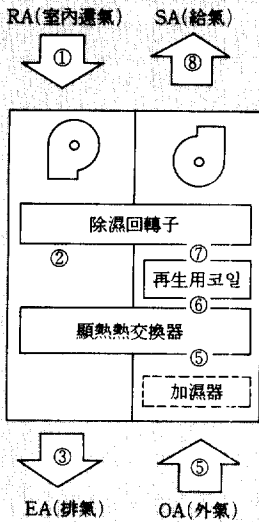 RA(室內還氣) SA(給氣)
① ⑧
除濕回轉子
② ⑦
再生用코일
⑥
顯熱熱交換器
⑤
加濕器
③ ⑤
EA(排氣) OA(外氣)